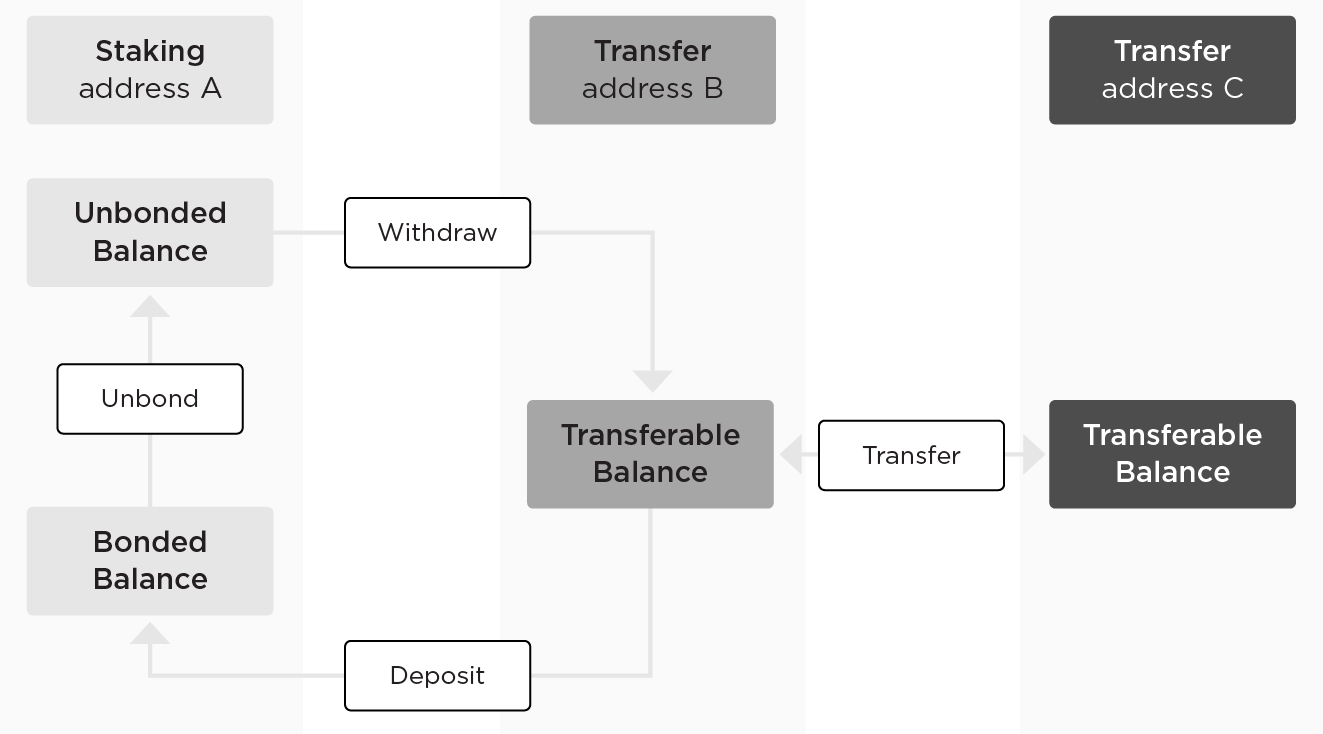 Staking
address A
Transfer
address B
Transfer
address C
Unbonded
Balance
Withdraw
Unbond
Transferable
Balance
Transfer
Transferable
Balance
Bonded
Balance
Deposit